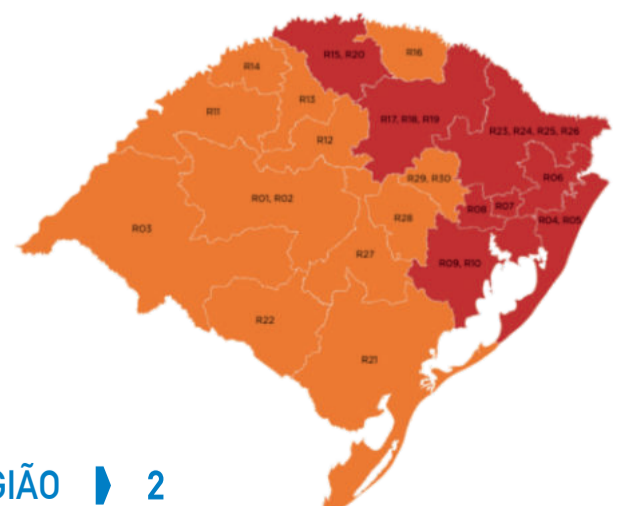 R16
R15, R20
R14
R13
R11
R17, R18, R19
R23, R24, R25, R26
R12
R06
R29, R30
R01, R02
R08
R07
R28
R04, R05
R03
R27
R09, R10
R22
R21
GIÃO 2